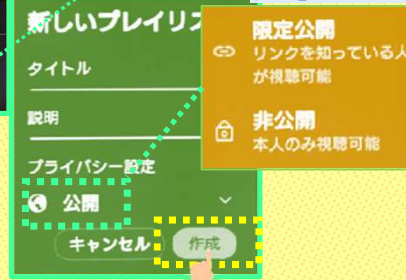 新しいプレイリス
タイトル
説明
プライバシー設定
公開
キャンセル
作成
限定公開
リンクを知っている人
が視聴可能
非公開
本人のみ視聴可能